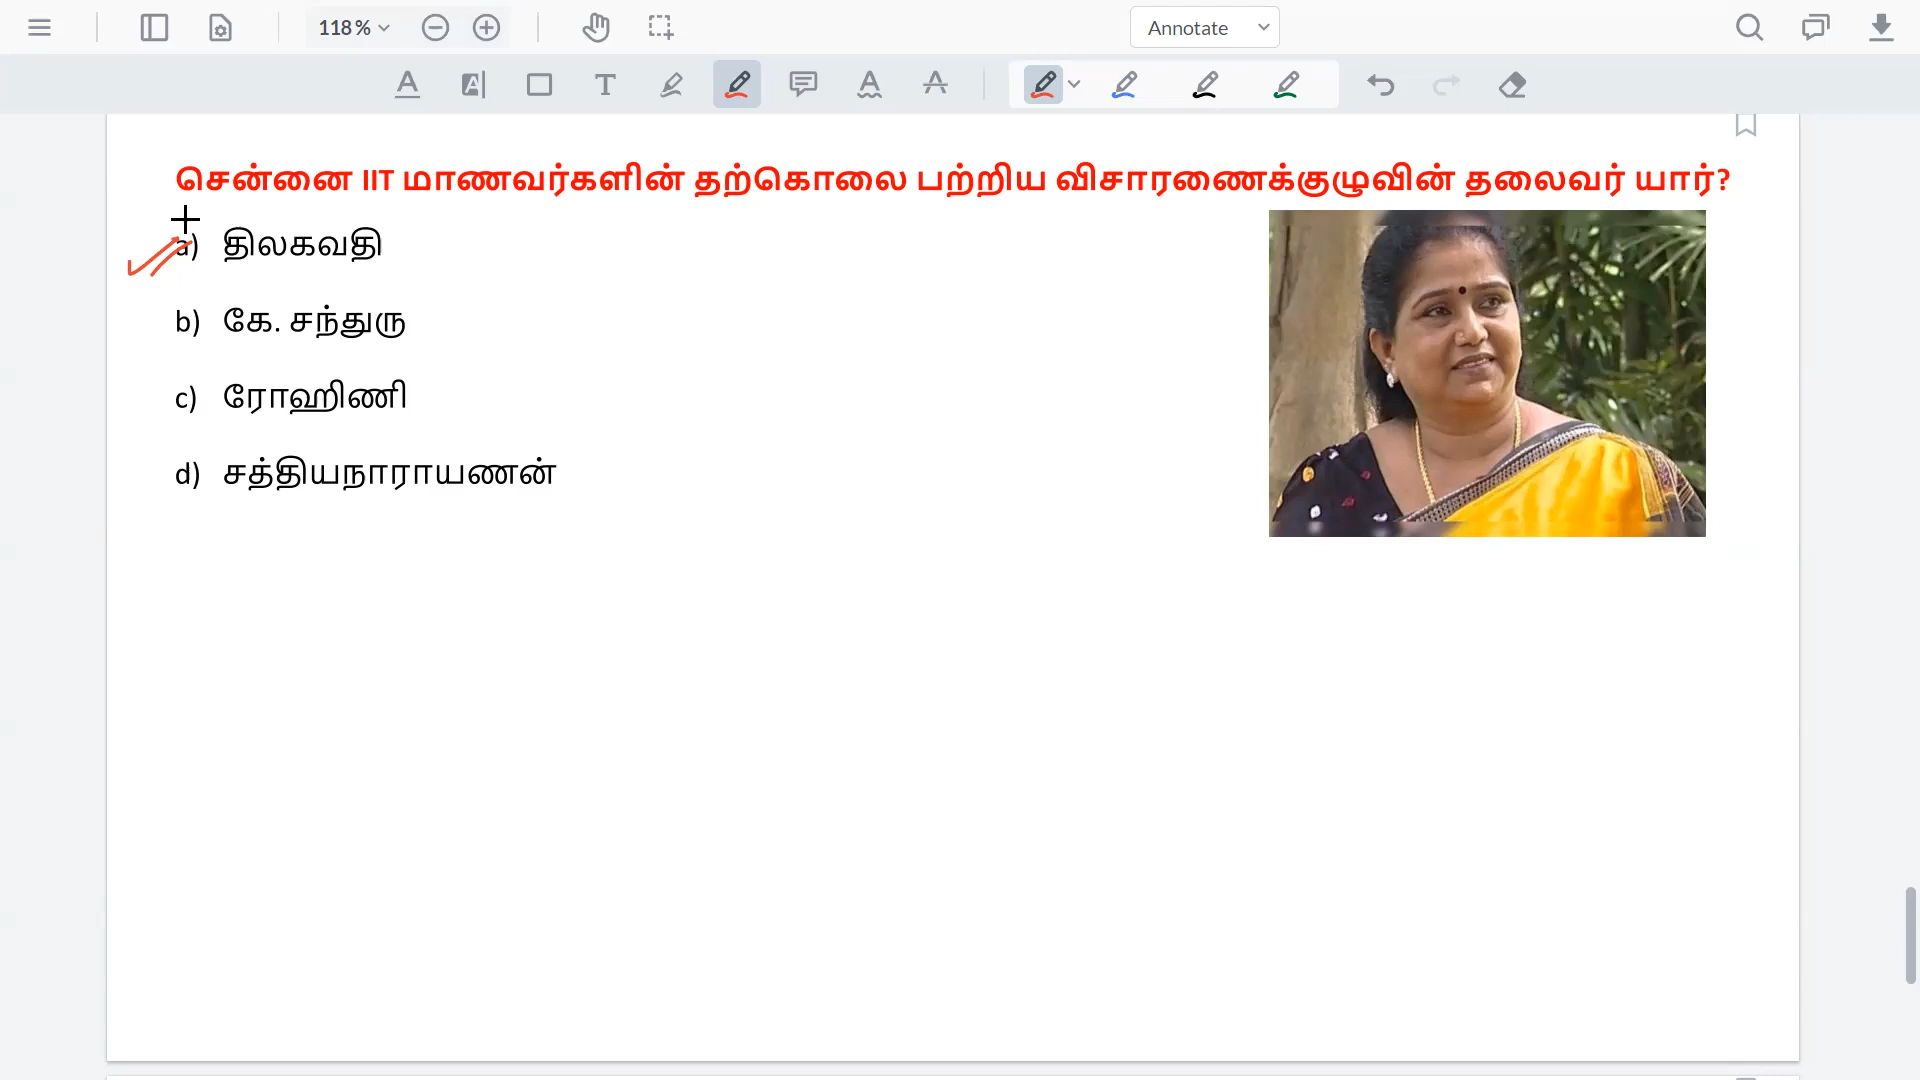 118%
Annotate
சென்னை IIT மாணவர்களின் தற்கொலை பற்றிய விசாரணைக்குழுவின் தலைவர் யார்?
a) திலகவதி
b) கே. சந்துரு
c) ரோஹிணி
d) சத்தியநாராயணன்